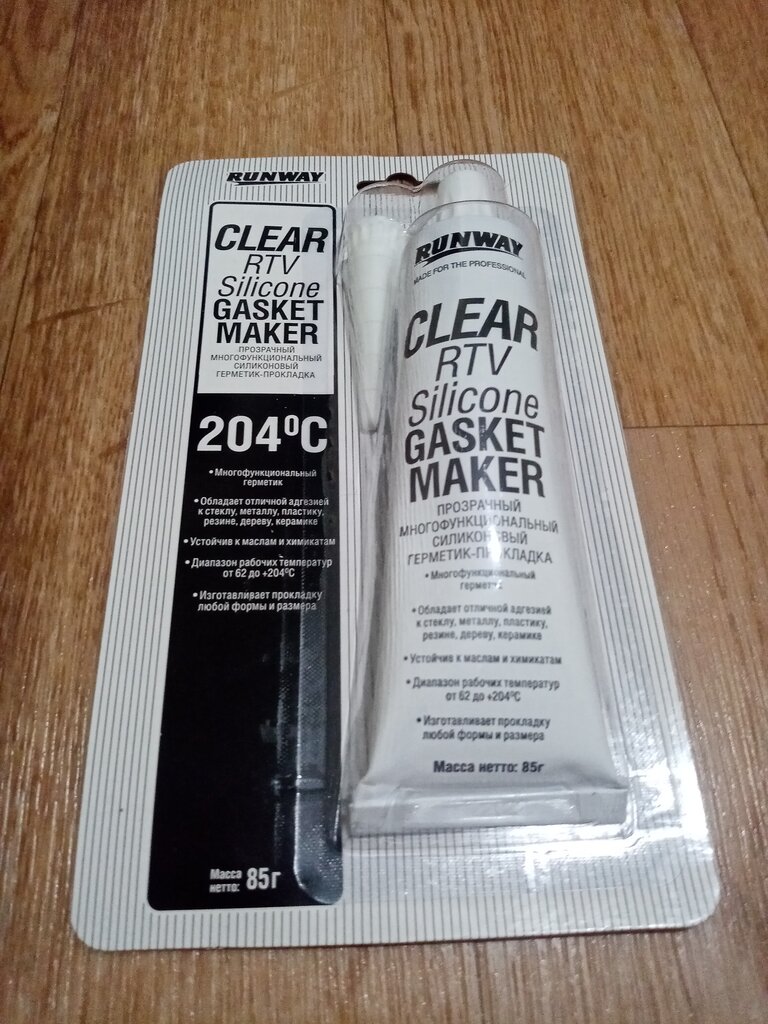 RUNWAY
CLEAR
RTV
Silicone
GASKET
MAKER
ПРОЗРАЧНЫЙ
МНОГОФУНКЦИОНАЛЬНЫЙ
СИЛИКОНОВЫЙ
ГЕРМЕТИК-ПРОКЛАДКА
204ºC
• Многофункциональный
герметик
• Обладает отличной адгезией
к стеклу, металлу, пластику,
резине, дереву, керамике
• Устойчив к маслам и химикатам
• Диапазон рабочих температур
от 62 до +204ºC
• Изготавливает прокладку
любой формы и размера
Масса
нетто: 85г
RUNWAY
MADE FOR THE PROFESSIONAL
CLEAR
RTV
Silicone
GASKET
MAKER
ПРОЗРАЧНЫЙ
МНОГОФУНКЦИОНАЛЬНЫЙ
СИЛИКОНОВЫЙ
ГЕРМЕТИК-ПРОКЛАДКА
• Многофункциональный
герметик
• Обладает отличной адгезией
к стеклу, металлу, пластику,
резине, дереву, керамике
• Устойчив к маслам и химикатам
• Диапазон рабочих температур
от 62 до +204ºC
• Изготавливает прокладку
любой формы и размера
Масса нетто: 85г